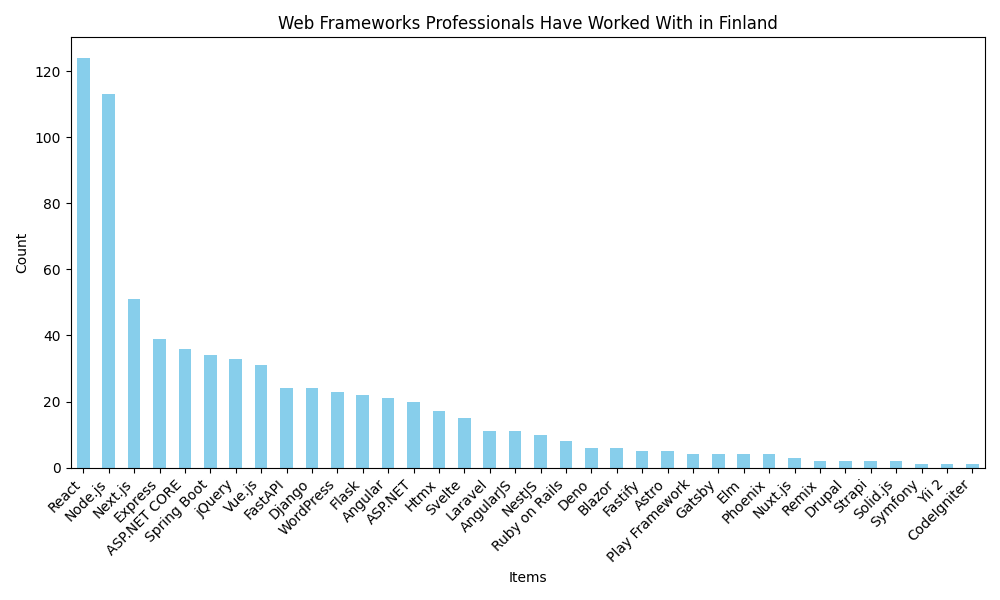 Web Frameworks Professionals Have Worked With in Finland
Count
120
100
80
60
40
20
0
React
Node.js
Next.js
Express
ASP.NET CORE
Spring Boot
jQuery
Vue.js
FastAPI
Django
WordPress
Flask
Angular
ASP.NET
Htmx
Svelte
Laravel
AngularJS
NestJS
Ruby on Rails
Deno
Blazor
Fastify
Astro
Play Framework
Gatsby
Elm
Phoenix
Nuxt.js
Remix
Drupal
Strapi
Solid.js
Symfony
Yii 2
CodeIgniter
Items